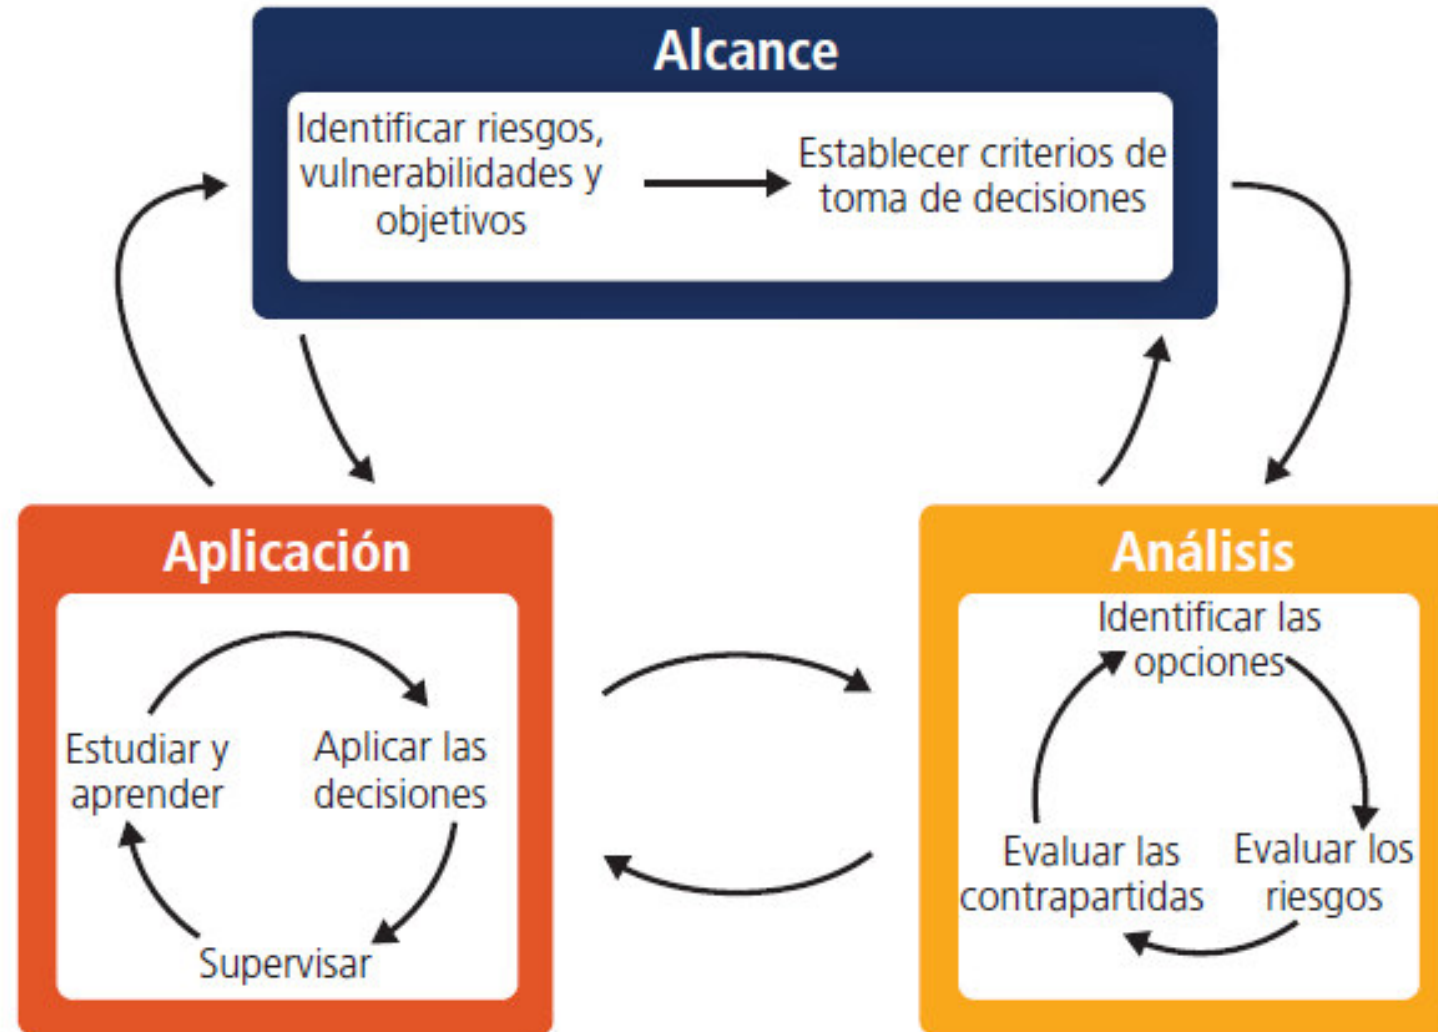 Alcance
Identificar riesgos,
vulnerabilidades y
objetivos
Establecer criterios de
toma de decisiones
Aplicación
Estudiar y
aprender
Aplicar las
decisiones
Supervisar
Análisis
Identificar las
opciones
Evaluar las
contrapartidas
Evaluar los
riesgos